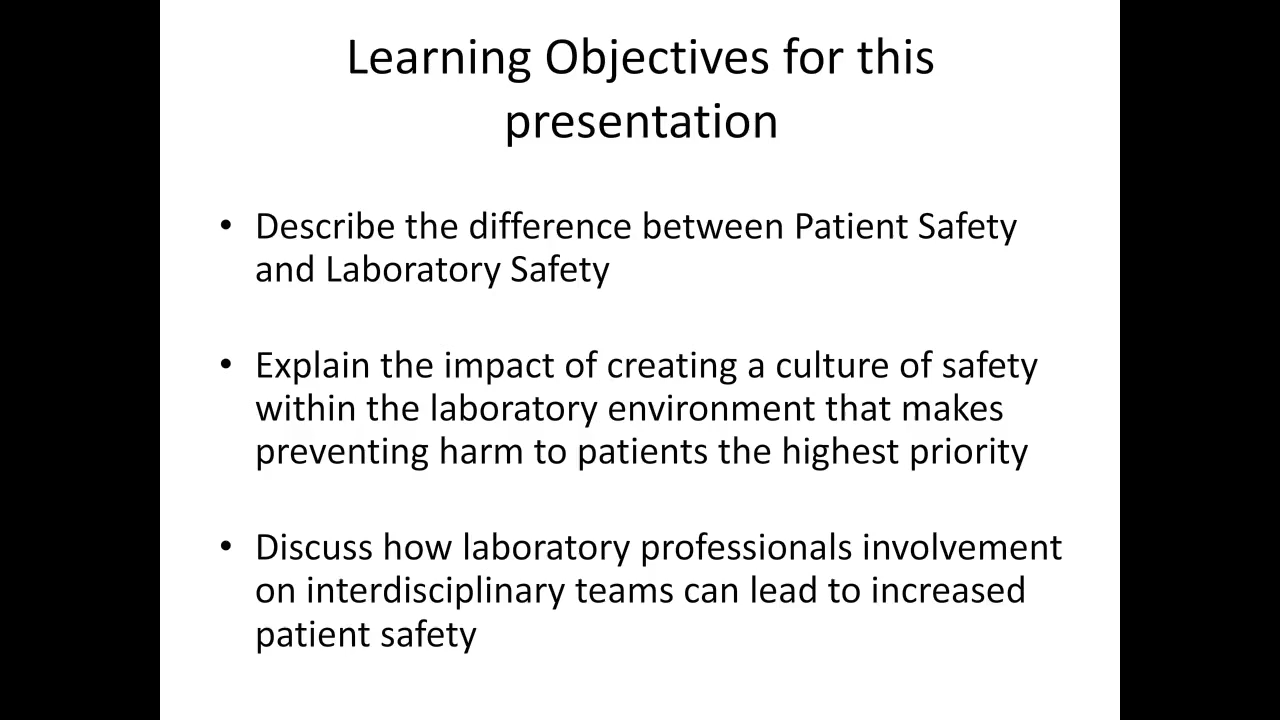 Learning Objectives for this
presentation
• Describe the difference between Patient Safety
and Laboratory Safety
• Explain the impact of creating a culture of safety
within the laboratory environment that makes
preventing harm to patients the highest priority
• Discuss how laboratory professionals involvement
on interdisciplinary teams can lead to increased
patient safety